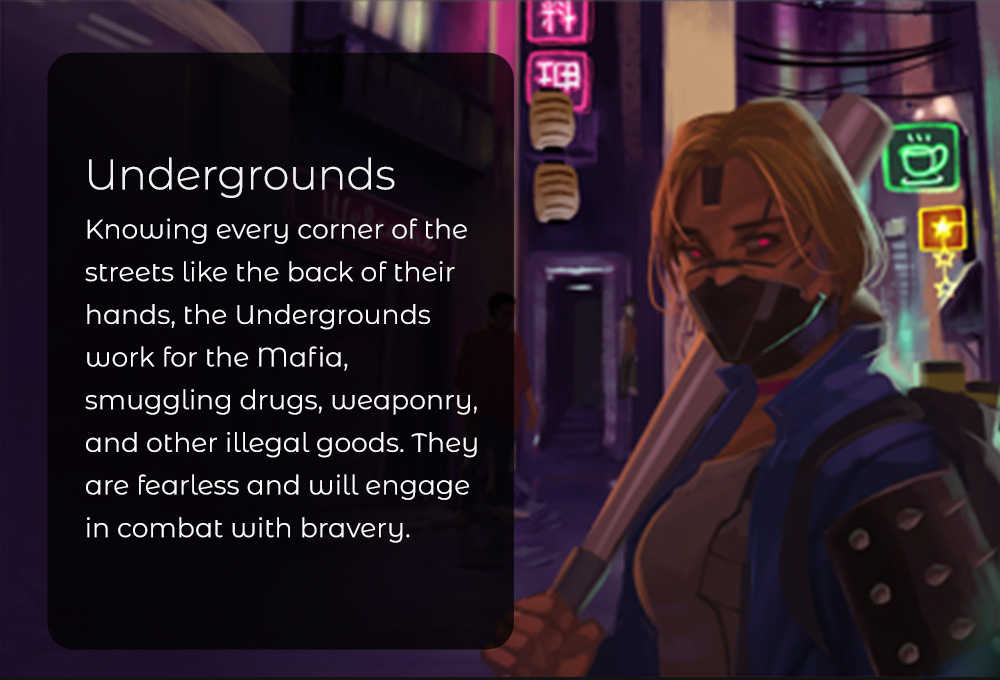 料
Undergrounds
Knowing every corner of the
streets like the back of their
hands, the Undergrounds
work for the Mafia,
smuggling drugs, weaponry,
and other illegal goods. They
are fearless and will engage
in combat with bravery.